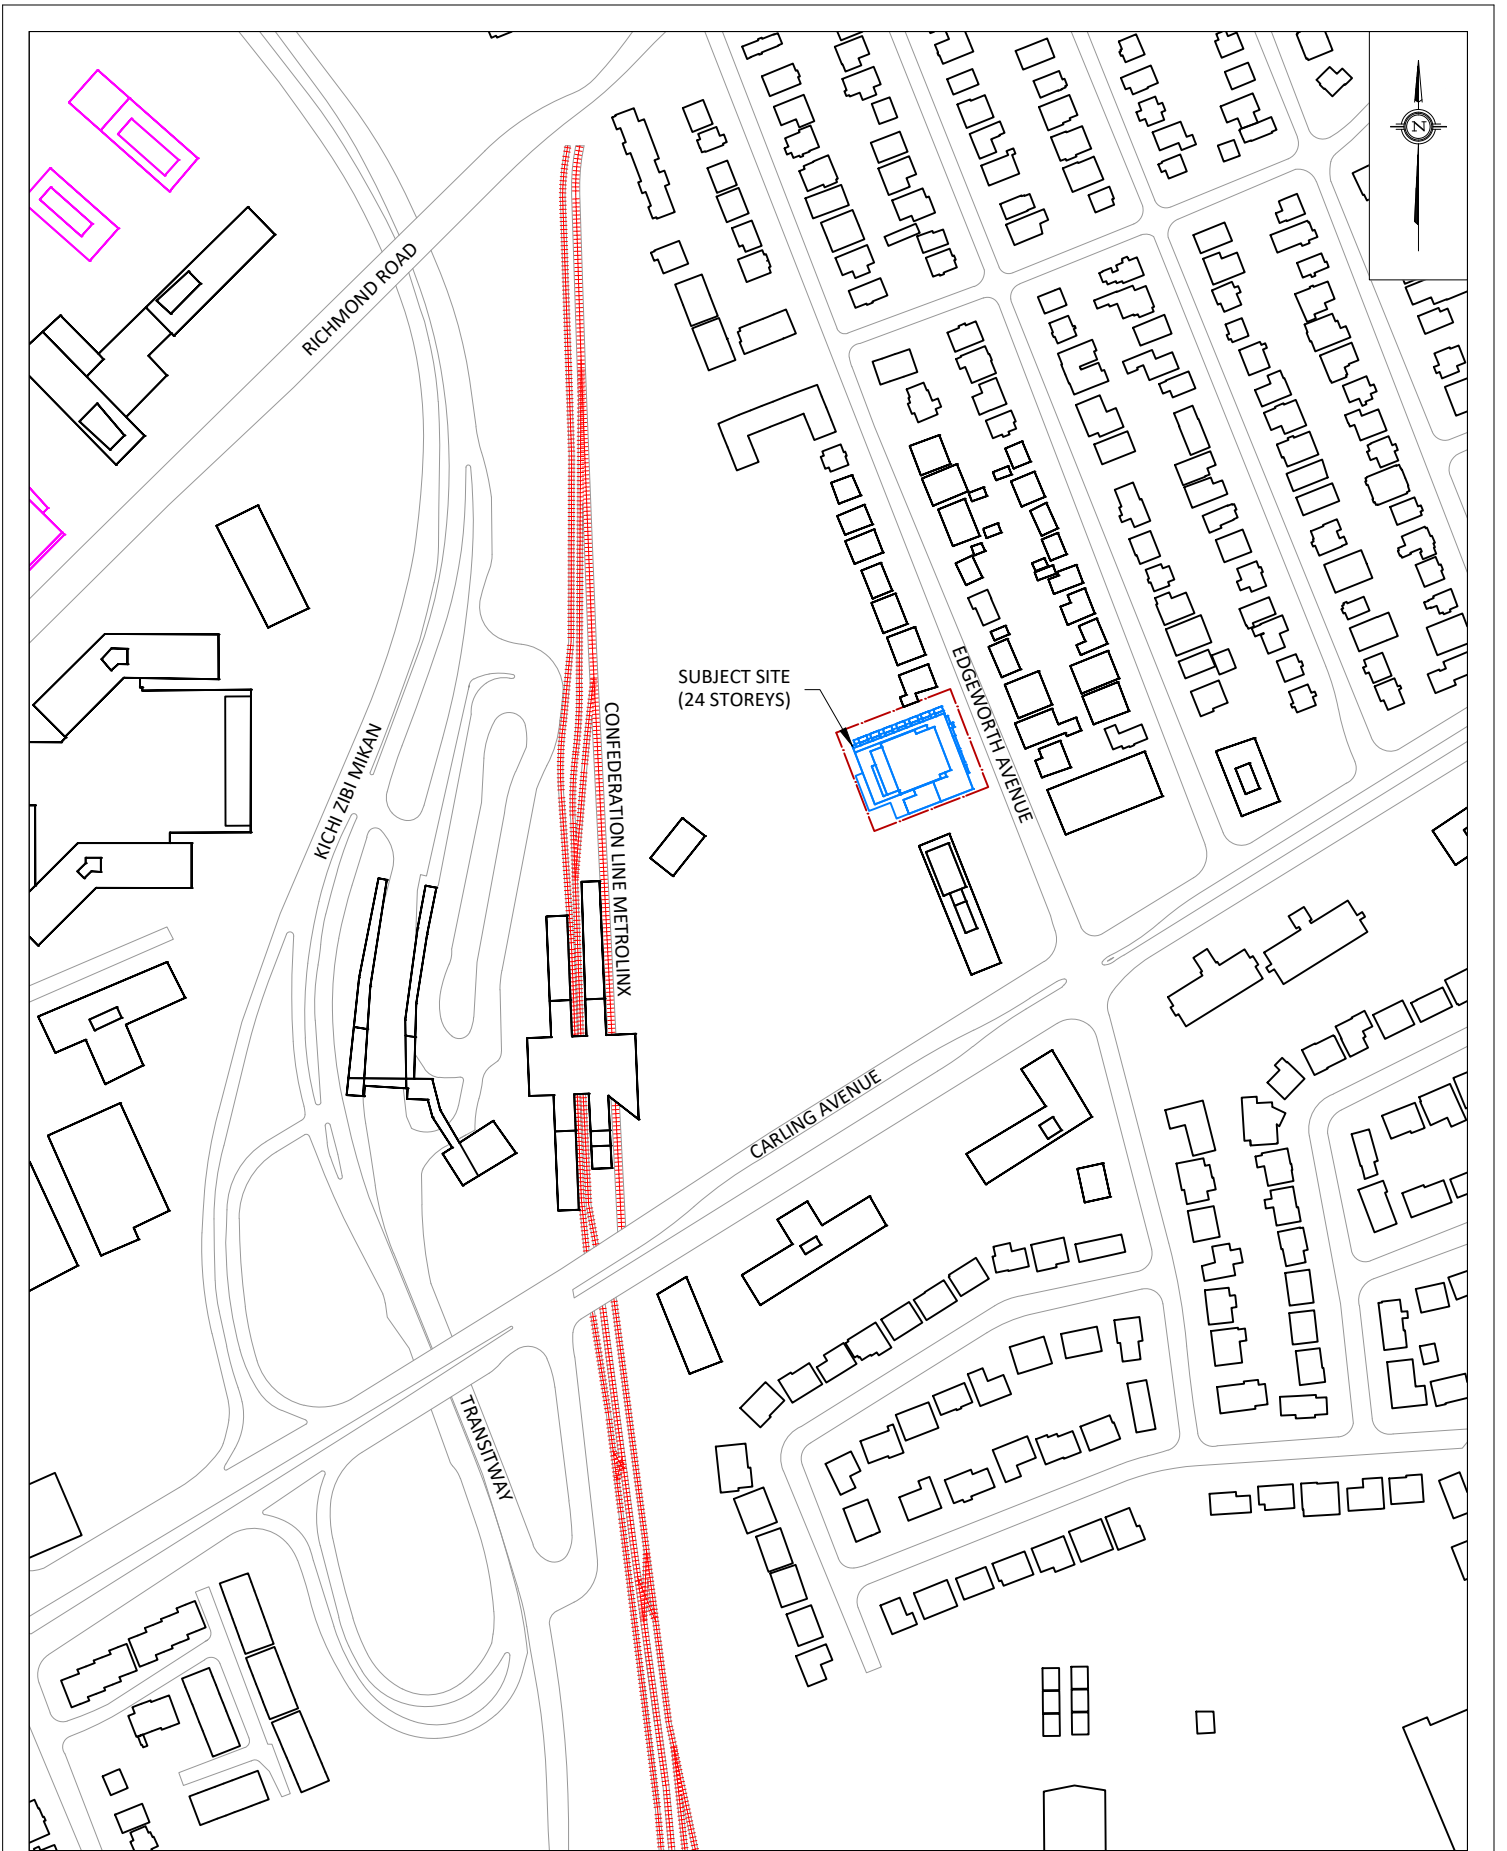 N
RICHMOND ROAD
SUBJECT SITE
(24 STOREYS)
EDGEWORTH AVENUE
CONFEDERATION LINE METROLINX
KICHI ZIBI MIKAN
CARLING AVENUE
TRANSITWAY